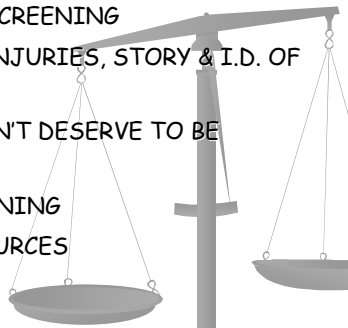 CREENING
NJURIES, STORY & I.D. OF
N'T DESERVE TO BE
NING
URCES